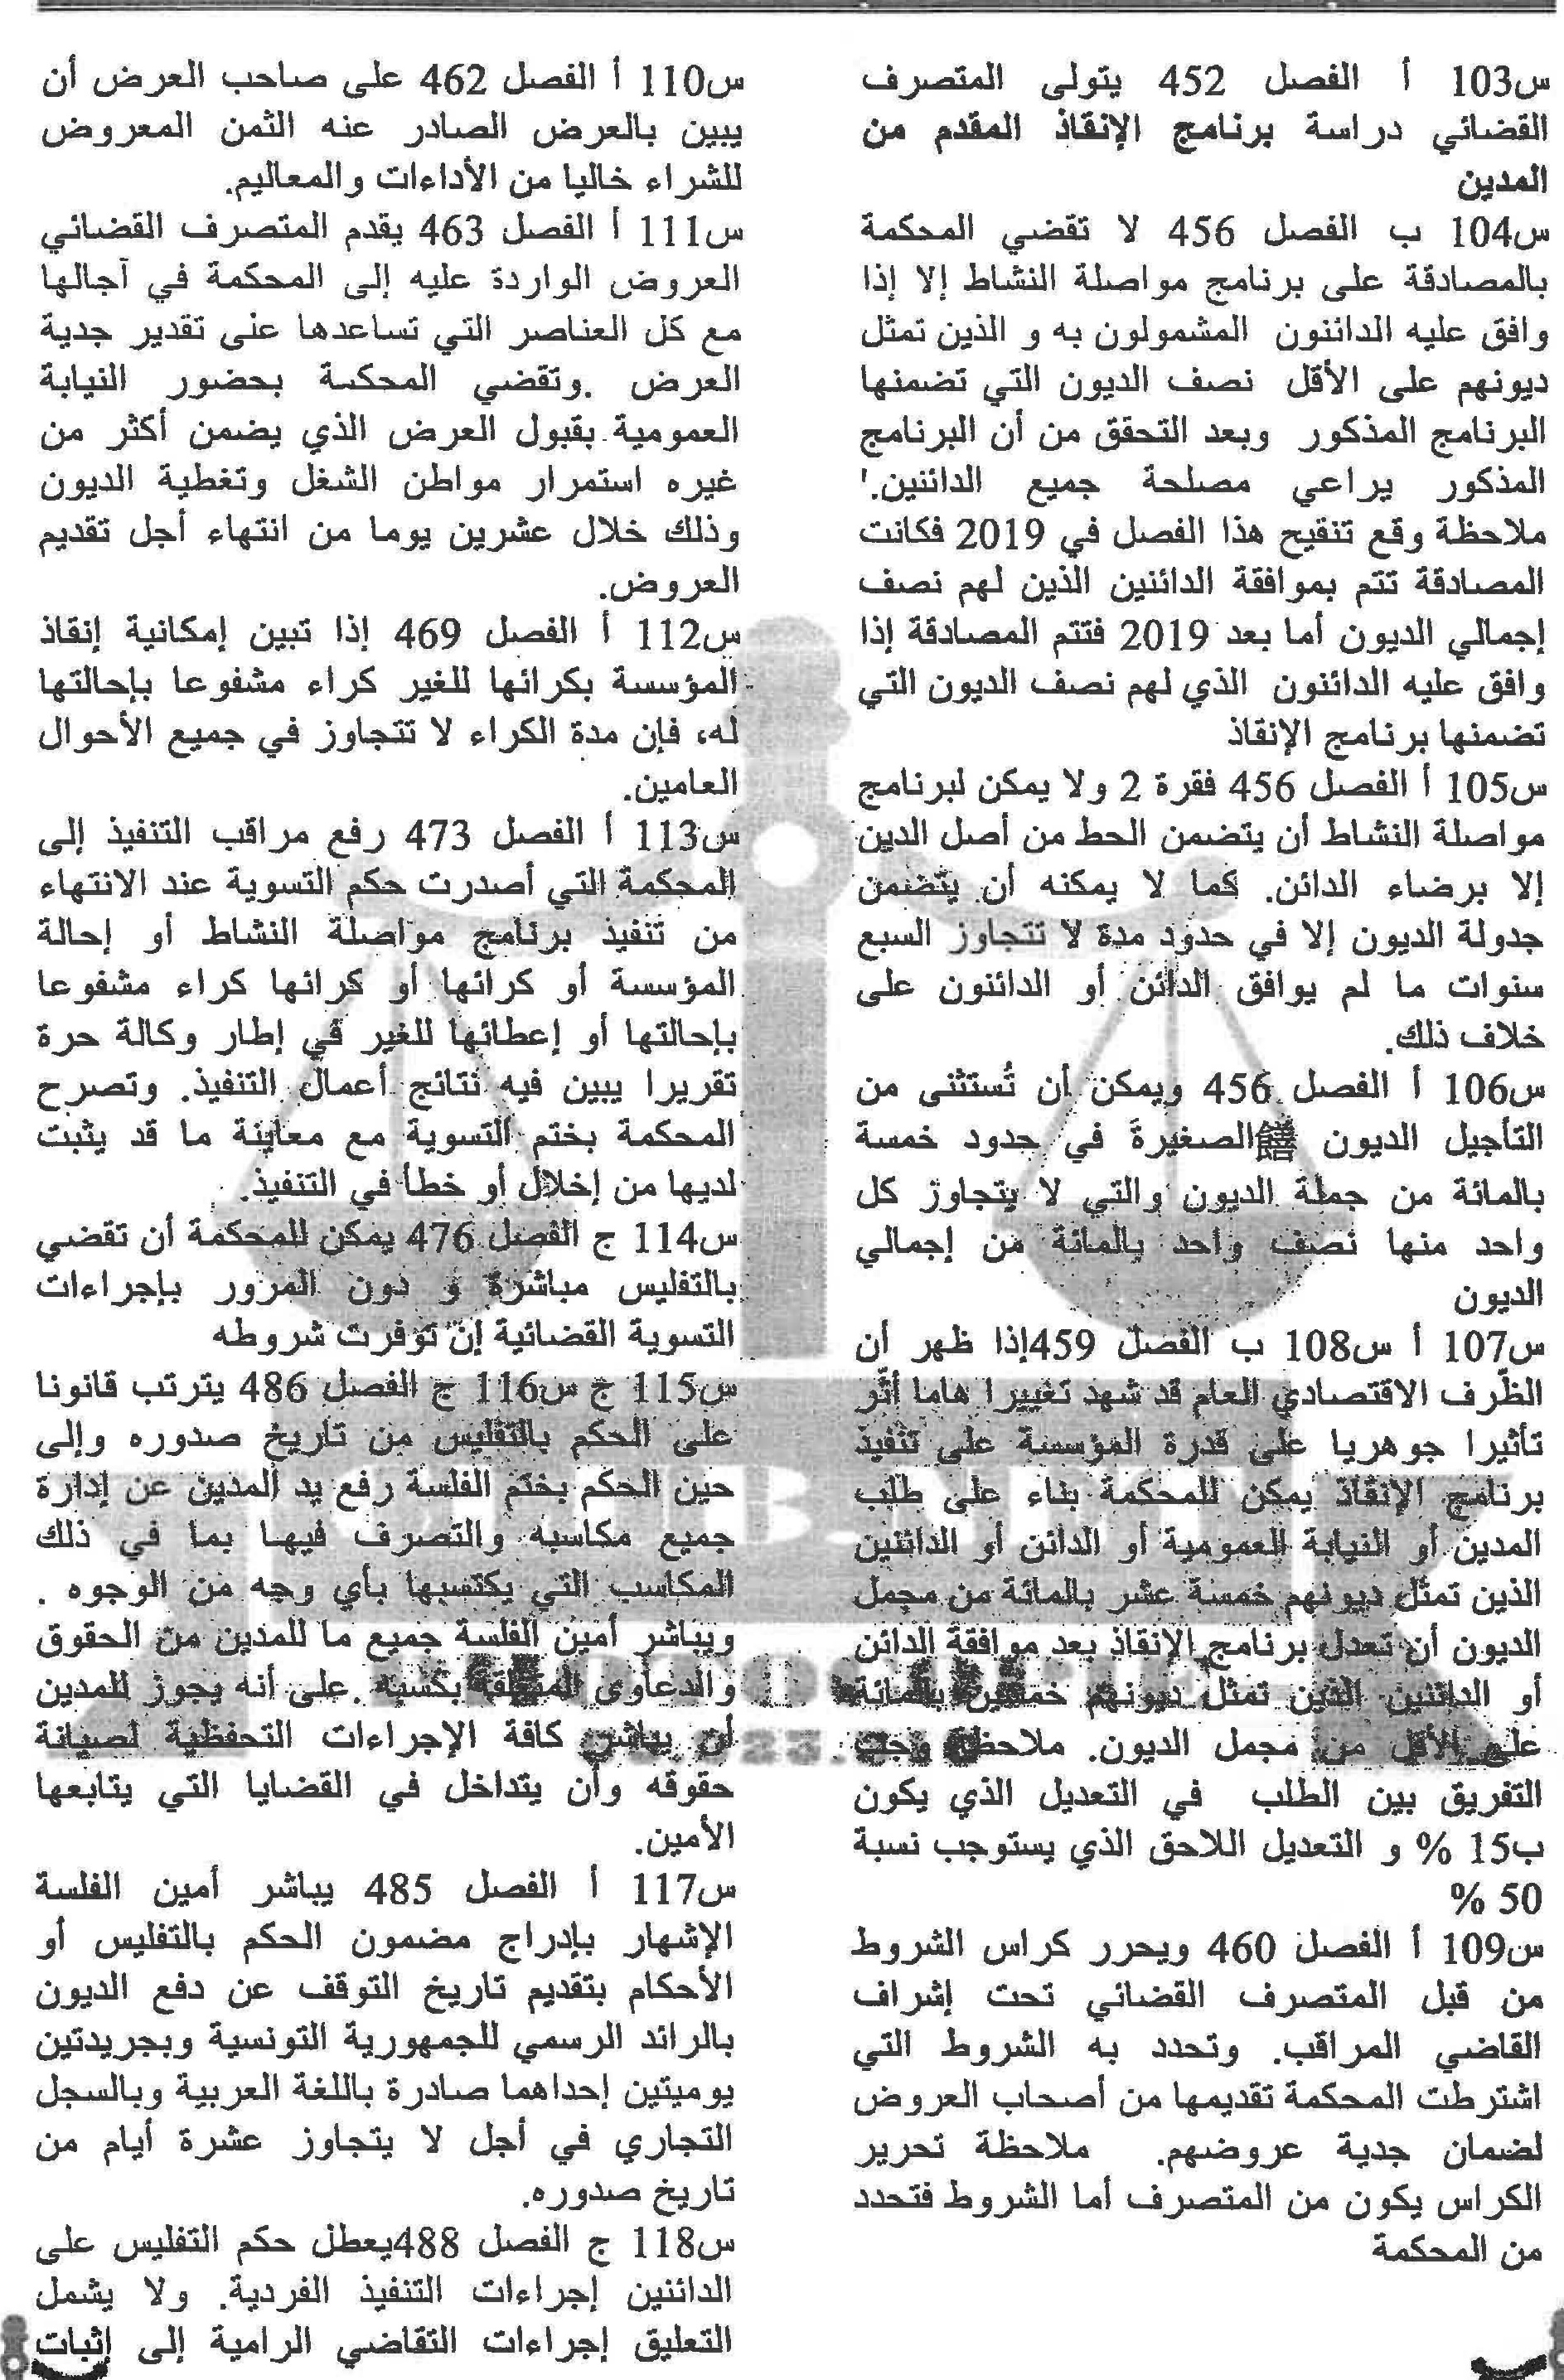 س103 أ الفصل 452 يتولى المتصرف
القضائي دراسة برنامج الإنقاذ المقدم من
المدين
س104 ب الفصل 456 لا تقضي المحكمة
بالمصادقة على برنامج مواصلة النشاط إلا إذا
وافق عليه الدائنون المشمولون به و الذين تمثل
ديونهم على الأقل نصف الديون التي تضمنها
البرنامج المذكور وبعد التحقق من أن البرنامج
المذكور يراعي مصلحة جميع الدائنين.
ملاحظة وقع تنقيح هذا الفصل في 2019 فكانت
المصادقة تتم بموافقة الدائنين الذين لهم نصف
إجمالي الديون أما بعد 2019 فتتم المصادقة إذا
وافق عليه الدائنون الذي لهم نصف الديون التي
تضمنها برنامج الإنقاذ
س105 أ الفصل 456 فقرة 2 ولا يمكن لبرنامج
مواصلة النشاط أن يتضمن الحط من أصل الدين
إلا برضاء الدائن. كما لا يمكنه أن يتضمن
جدولة الديون إلا في حدود مدة لا تتجاوز السبع
سنوات ما لم يوافق الدائن أو الدائنون على
خلاف ذلك.
س106 أ الفصل 456 ويمكن أن تُستثنى من
التأجيل الديون الصغيرة في حدود خمسة
بالمائة من جملة الديون والتي لا يتجاوز كل
واحد منها نصف واحد بالمائة من إجمالي
الديون
س107 أ س108 ب الفصل 459إذا ظهر أن
الظّرف الاقتصادي العام قد شهد تغييرا هاما أثّر
تأثيرا جوهريا على قدرة المؤسسة على تنفيذ
برنامج الإنقاذ يمكن للمحكمة بناء على طلب
المدين أو النيابة العمومية أو الدائن أو الدائنين
الذين تمثل ديونهم خمسة عشر بالمائة من مجمل
الديون أن تعدل برنامج الإنقاذ بعد موافقة الدائن
أو الدائنين الذين تمثل ديونهم خمسين بالمائة
على الأقل من مجمل الديون. ملاحظة وجب
التفريق بين الطلب في التعديل الذي يكون
ب15 % و التعديل اللاحق الذي يستوجب نسبة
50 %
س109 أ الفصل 460 ويحرر كراس الشروط
من قبل المتصرف القضائي تحت إشراف
القاضي المراقب. وتحدد به الشروط التي
اشترطت المحكمة تقديمها من أصحاب العروض
لضمان جدية عروضهم. ملاحظة تحرير
الكراس يكون من المتصرف أما الشروط فتحدد
من المحكمة
س110 أ الفصل 462 على صاحب العرض أن
يبين بالعرض الصادر عنه الثمن المعروض
للشراء خاليا من الأداءات والمعاليم.
س111 أ الفصل 463 يقدم المتصرف القضائي
العروض الواردة عليه إلى المحكمة في آجالها
مع كل العناصر التي تساعدها على تقدير جدية
العرض .وتقضي المحكمة بحضور النيابة
العمومية بقبول العرض الذي يضمن أكثر من
غيره استمرار مواطن الشغل وتغطية الديون
وذلك خلال عشرين يوما من انتهاء أجل تقديم
العروض.
س112 أ الفصل 469 إذا تبين إمكانية إنقاذ
المؤسسة بكرائها للغير كراء مشفوعا بإحالتها
له، فإن مدة الكراء لا تتجاوز في جميع الأحوال
العامين.
س113 أ الفصل 473 رفع مراقب التنفيذ إلى
المحكمة التي أصدرت حكم التسوية عند الانتهاء
من تنفيذ برنامج مواصلة النشاط أو إحالة
المؤسسة أو كرائها أو كرائها كراء مشفوعا
بإحالتها أو إعطائها للغير في إطار وكالة حرة
تقريرا يبين فيه نتائج أعمال التنفيذ. وتصرح
المحكمة بختم التسوية مع معاينة ما قد يثبت
لديها من إخلال أو خطأ في التنفيذ.
س114 ج الفصل 476 يمكن للمحكمة أن تقضي
بالتفليس مباشرة و دون المرور بإجراءات
التسوية القضائية إن توفرت شروطه
س115 ج س116 ج الفصل 486 يترتب قانونا
على الحكم بالتفليس من تاريخ صدوره وإلى
حين الحكم بختم الفلسة رفع يد المدين عن إدارة
جميع مكاسبه والتصرف فيها بما في ذلك
المكاسب التي يكتسبها بأي وجه من الوجوه .
ويباشر أمين الفلسة جميع ما للمدين من الحقوق
والدعاوى المتعلقة بكسبه .على أنه يجوز للمدين
أن يباشر كافة الإجراءات التحفظية لصيانة
حقوقه وأن يتداخل في القضايا التي يتابعها
الأمين.
س117 أ الفصل 485 يباشر أمين الفلسة
الإشهار بإدراج مضمون الحكم بالتفليس أو
الأحكام بتقديم تاريخ التوقف عن دفع الديون
بالرائد الرسمي للجمهورية التونسية وبجريدتين
يوميتين إحداهما صادرة باللغة العربية وبالسجل
التجاري في أجل لا يتجاوز عشرة أيام من
تاريخ صدوره.
س118 ج الفصل 488يعطل حكم التفليس على
الدائنين إجراءات التنفيذ الفردية. ولا يشمل
التعليق إجراءات التقاضي الرامية إلى إثبات